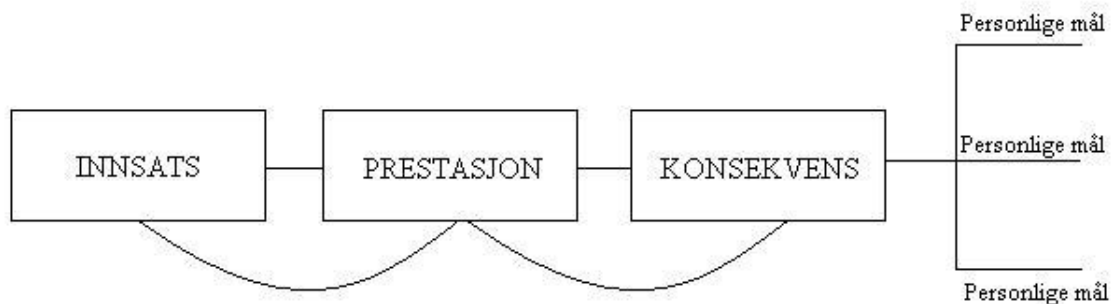 Personlige mål
INNSATS
PRESTASJON
KONSEKVENS
Personlige mål
Personlige mål